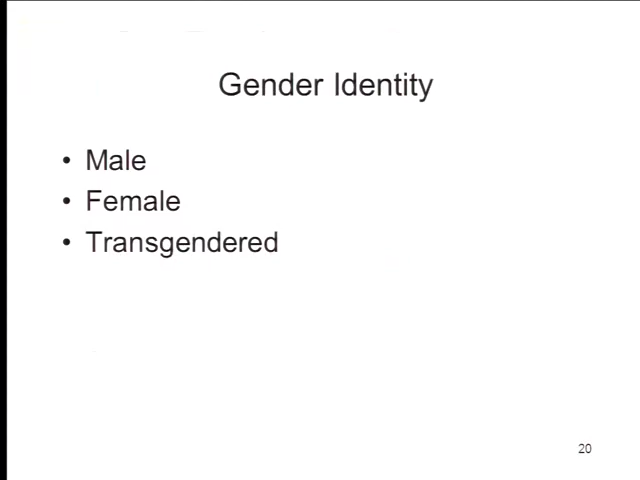 Gender Identity
• Male
• Female
• Transgendered
20